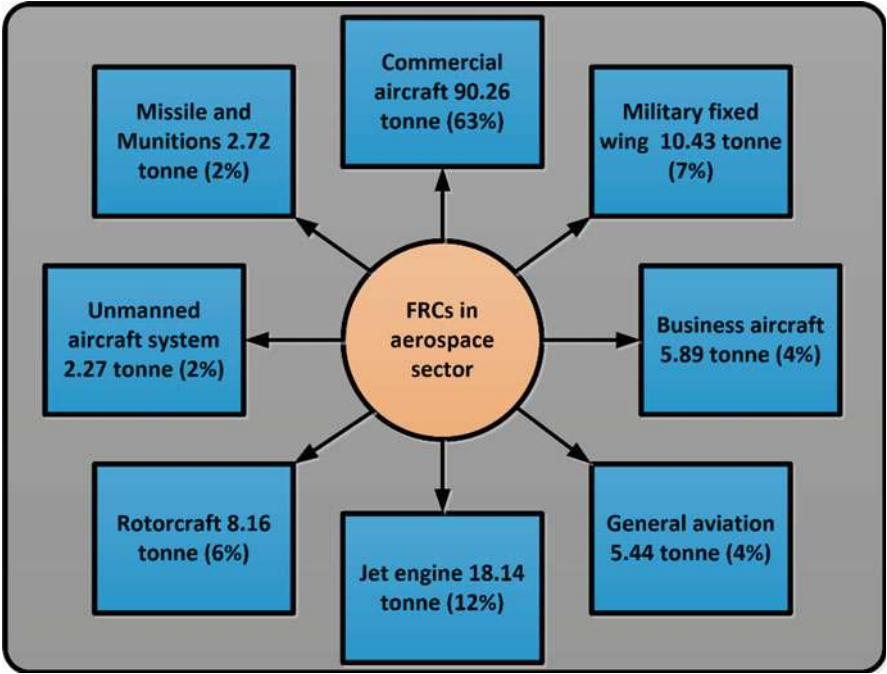 Commercial
aircraft 90.26
tonne (63%)
Missile and
Munitions 2.72
tonne (2%)
Military fixed
wing 10.43 tonne
(7%)
Unmanned
aircraft system
2.27 tonne (2%)
FRCs in
aerospace
sector
Business aircraft
5.89 tonne (4%)
Rotorcraft 8.16
tonne (6%)
Jet engine 18.14
tonne (12%)
General aviation
5.44 tonne (4%)